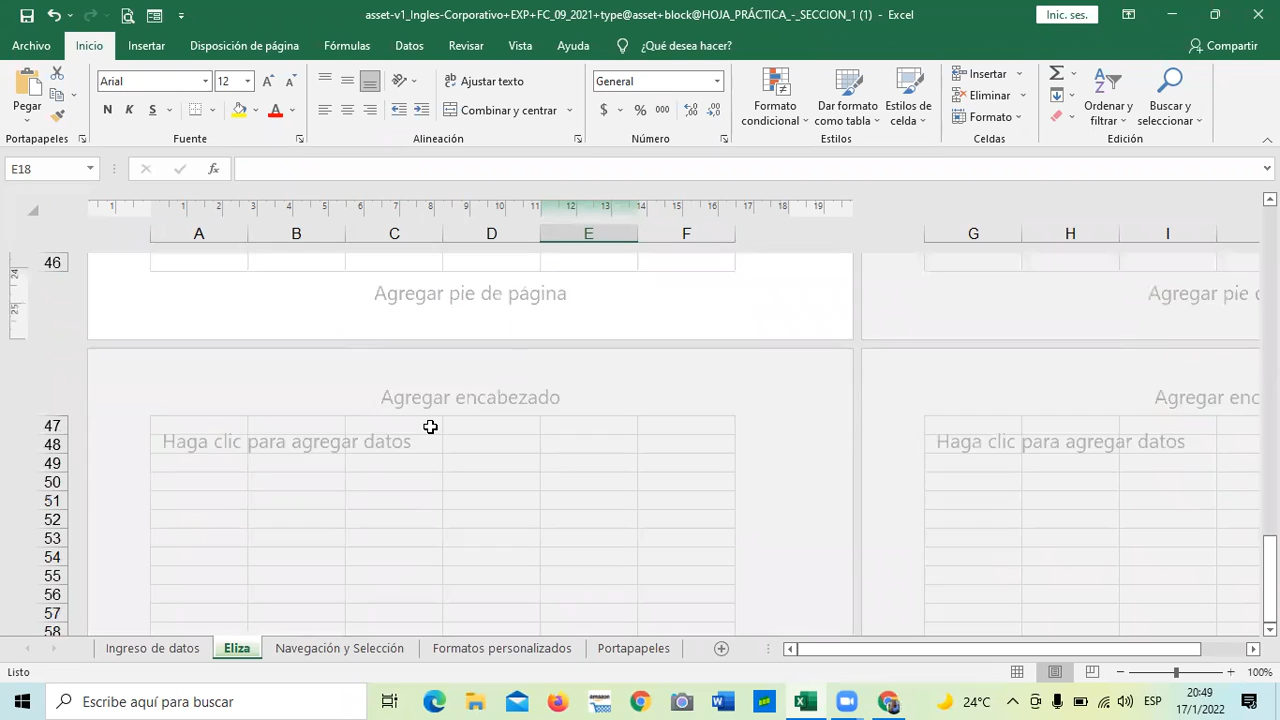 asset-v1_Ingles-Corporativo+EXP+FC_09_2021+type@asset+block@HOJA_PRÁCTICA_-_SECCION_1 (1) - Excel
Inic. ses.
Archivo Inicio Insertar Disposición de página Fórmulas Datos Revisar Vista Ayuda ¿Qué desea hacer? Compartir
Pegar
Arial 12
N K S
Ajustar texto
Combinar y centrar
General
$ % 000
Formato condicional
Dar formato como tabla
Estilos de celda
Insertar
Eliminar
Formato
Ordenar y filtrar
Buscar y seleccionar
Portapapeles Fuente Alineación Número Estilos Celdas Edición
E18
fx
1 1 2 3 4 5 6 7 8 9 10 11 12 13 14 15 16 17 18 19
A B C D E F G H I
46
24
25
Agregar pie de página
Agregar pie d
Agregar encabezado
Agregar enc
47
48 Haga clic para agregar datos Haga clic para agregar datos
49
50
51
52
53
54
55
56
57
58
Ingreso de datos Eliza Navegación y Selección Formatos personalizados Portapapeles
Listo 100%
Escribe aquí para buscar
24°C ESP 20:49
17/1/2022